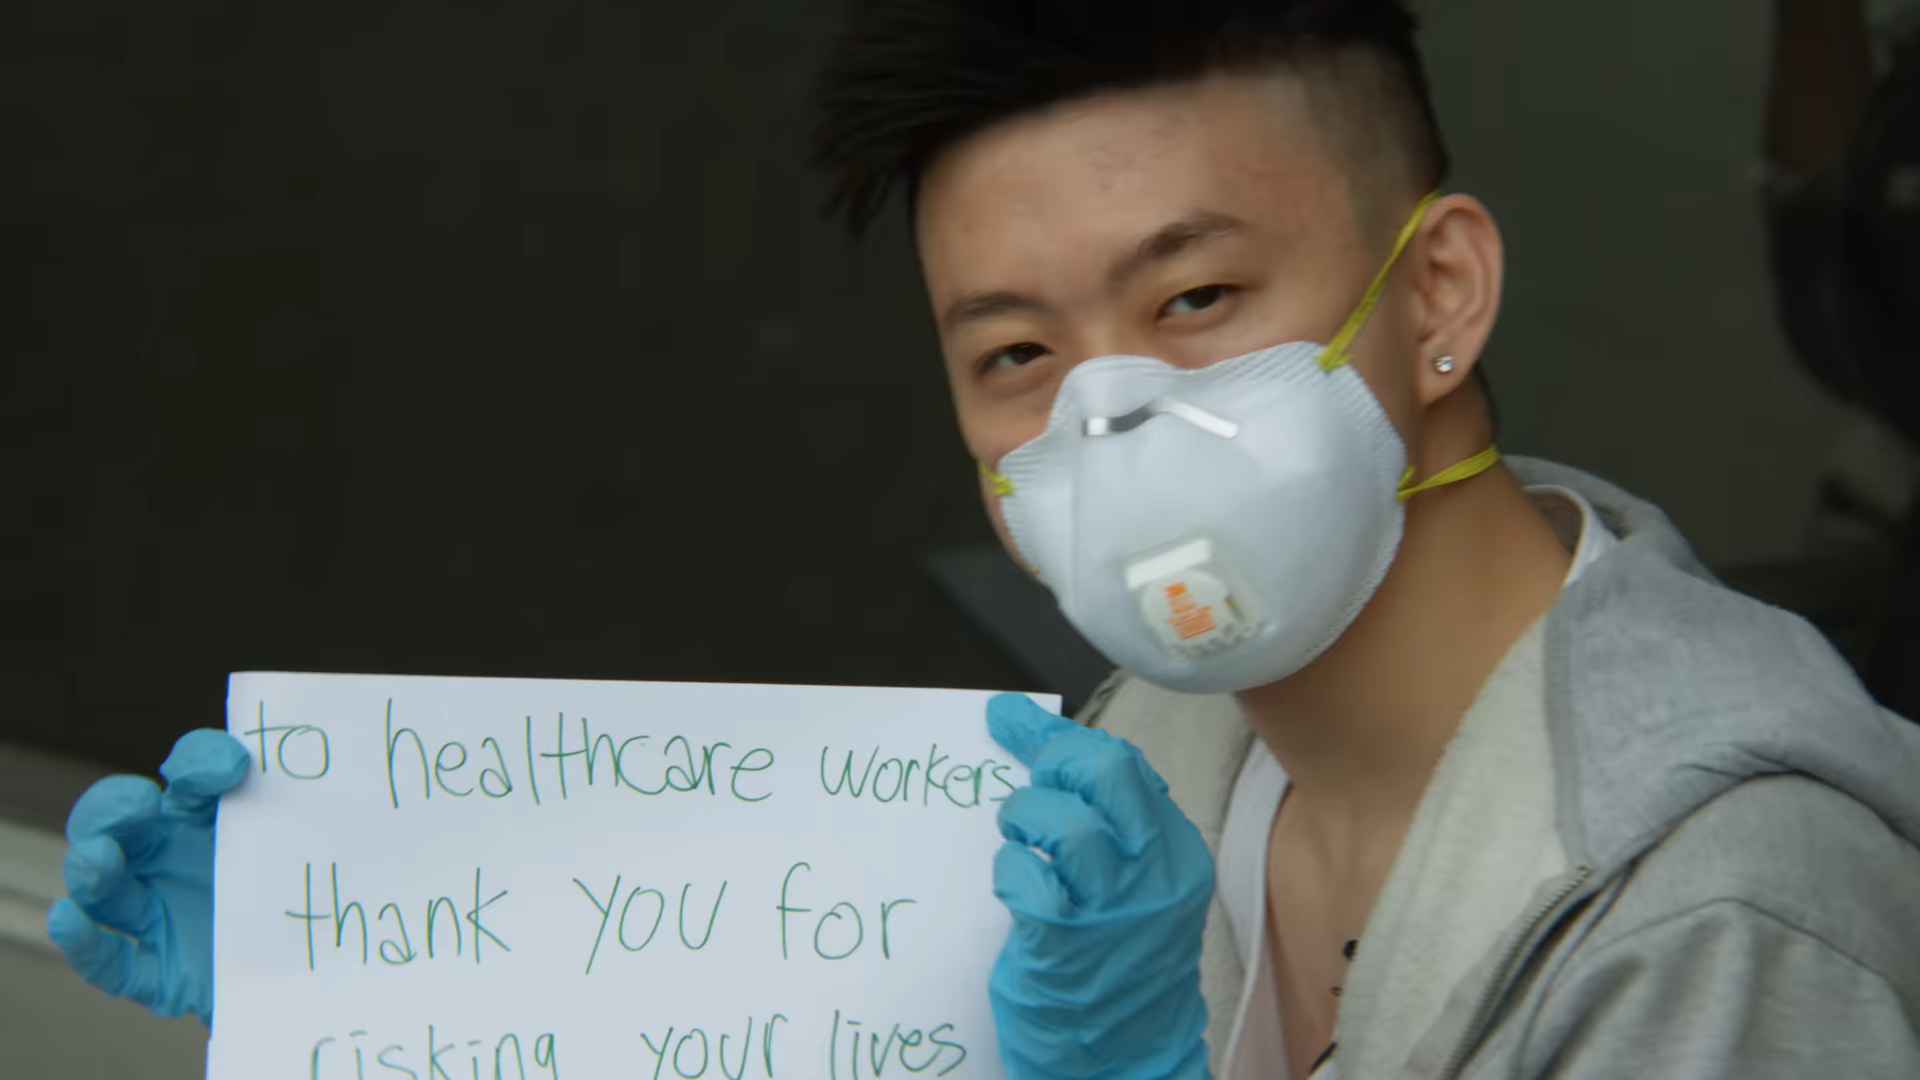 to healthcare workers
thank you for
risking your lives